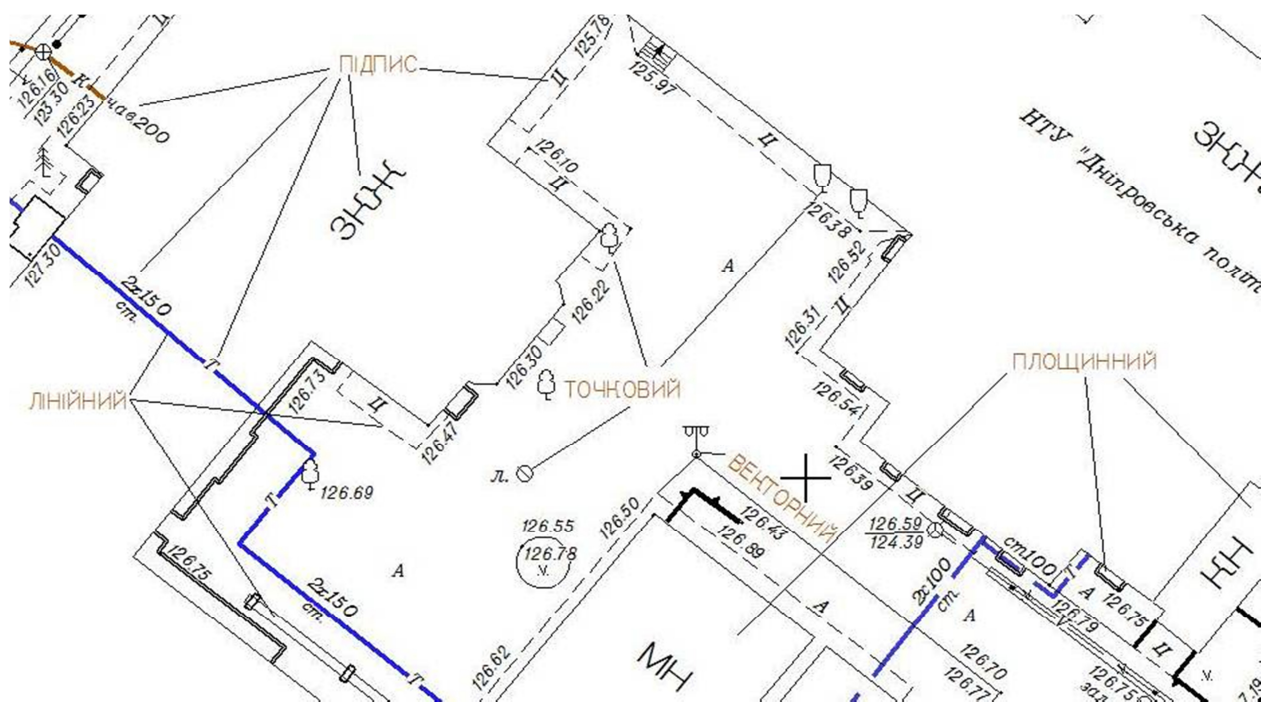 125.78
Ц
125.97
ПІДПИС
126.16
123.30
126.23
К
чав200
Ц
Ц
НТУ "Дніпровська політ
126.10
Ц
ЗНЖ
126.38
126.52
127.30
А
2х150
ст.
126.22
126.31
Ц
Т
126.30
ПЛОЩИННИЙ
ЛІНІЙНИЙ
126.73
Ц
ТОЧКОВИЙ
126.54
126.47
126.39
ВЕКТОРНИЙ
Л.
126.69
Т
126.50
126.43
126.89
Ц
126.59
124.39
126.55
126.78
ст100
Т
КН
126.75
А
2х100
ст.
А
126.75
А
126.79
А
2х150
ст.
Ц
126.62
МН
126.70
126.77
126.75
зал
7.19
Т